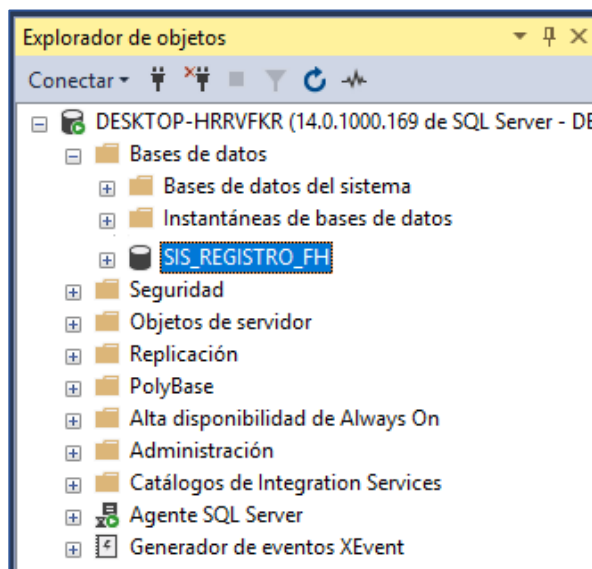 Explorador de objetos
Conectar
DESKTOP-HRRVFKR (14.0.1000.169 de SQL Server - DE
Bases de datos
Bases de datos del sistema
Instantáneas de bases de datos
SIS_REGISTRO_FH
Seguridad
Objetos de servidor
Replicación
PolyBase
Alta disponibilidad de Always On
Administración
Catálogos de Integration Services
Agente SQL Server
Generador de eventos XEvent